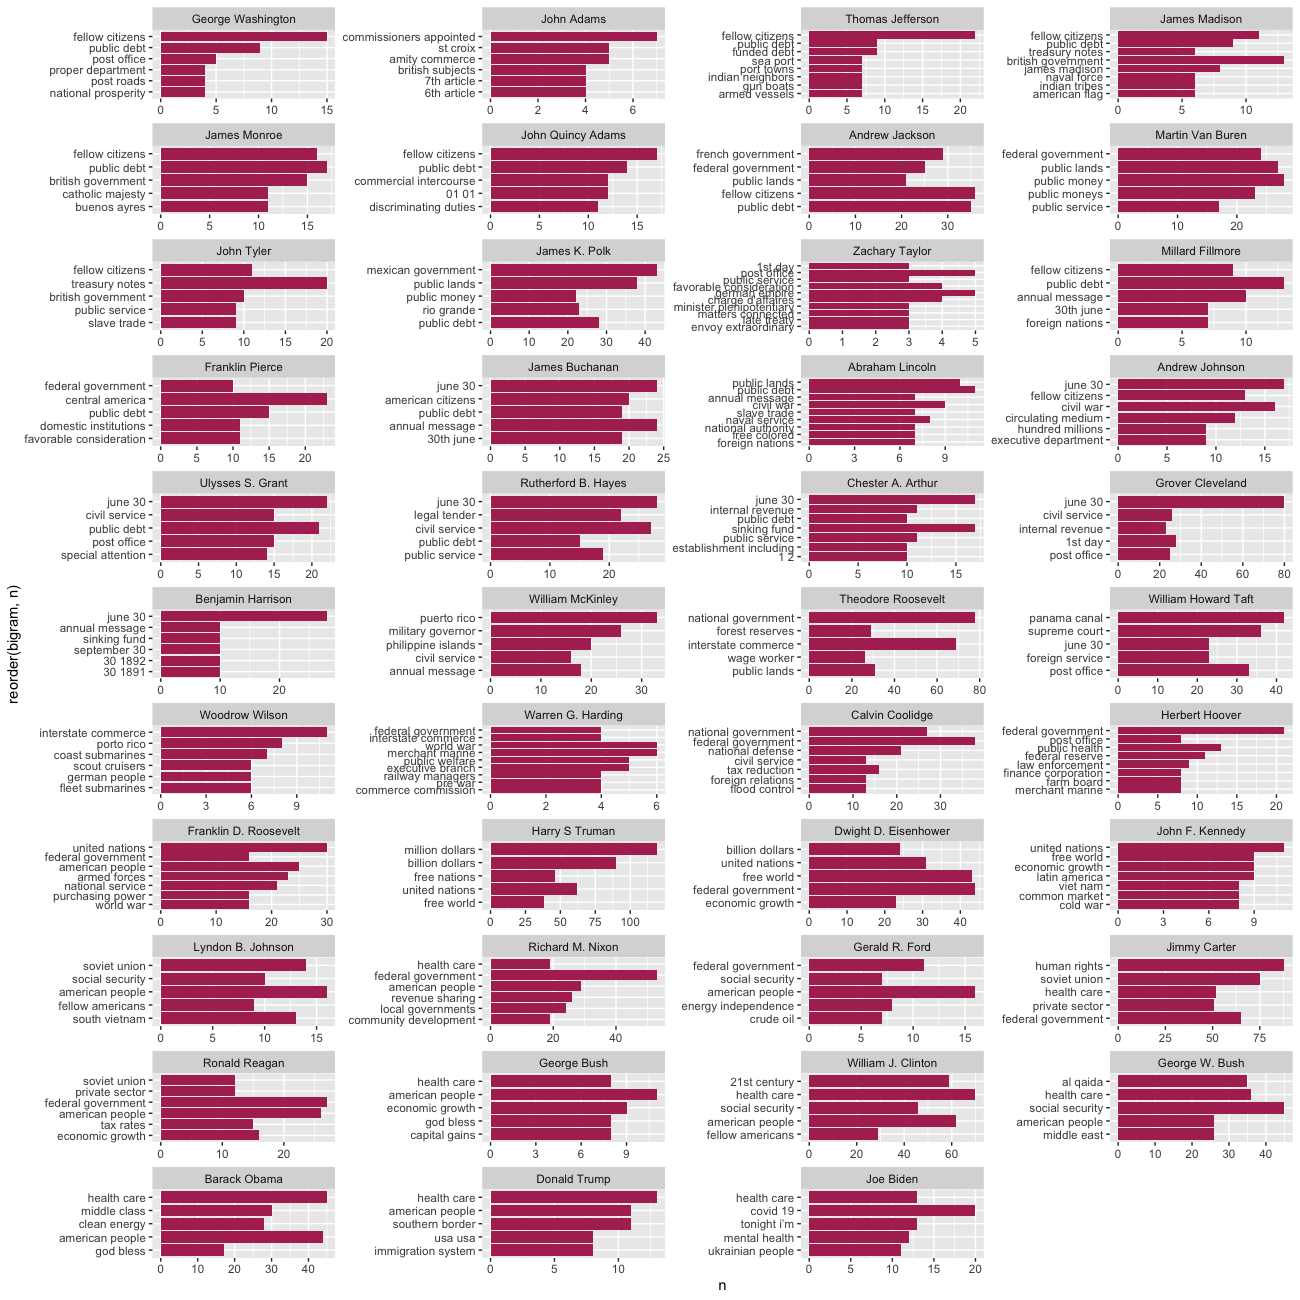 George Washington
fellow citizens
public debt
post office
proper department
post roads
national prosperity
0 5 10 15
John Adams
commissioners appointed
st croix
amity commerce
british subjects
7th article
6th article
0 2 4 6
Thomas Jefferson
fellow citizens
public debt
funded debt
sea port
port towns
indian neighbors
gun boats
armed vessels
0 5 10 15 20
James Madison
fellow citizens
public debt
treasury notes
british government
james madison
naval force
indian tribes
american flag
0 5 10
James Monroe
fellow citizens
public debt
british government
catholic majesty
buenos ayres
0 5 10 15
John Quincy Adams
fellow citizens
public debt
commercial intercourse
01 01
discriminating duties
0 5 10 15
Andrew Jackson
french government
federal government
public lands
fellow citizens
public debt
0 10 20 30
Martin Van Buren
federal government
public lands
public money
public moneys
public service
0 10 20
John Tyler
fellow citizens
treasury notes
british government
public service
slave trade
0 5 10 15 20
James K. Polk
mexican government
public lands
public money
rio grande
public debt
0 10 20 30 40
Zachary Taylor
1st day
post office
public service
favorable consideration
german empire
charge d'affaires
minister plenipotentiary
matters connected
late treaty
envoy extraordinary
0 1 2 3 4 5
Millard Fillmore
fellow citizens
public debt
annual message
30th june
foreign nations
0 5 10
Franklin Pierce
federal government
central america
public debt
domestic institutions
favorable consideration
0 5 10 15 20
James Buchanan
june 30
american citizens
public debt
annual message
30th june
0 5 10 15 20 25
Abraham Lincoln
public lands
public debt
annual message
civil war
slave trade
naval service
national authority
free colored
foreign nations
0 3 6 9
Andrew Johnson
june 30
fellow citizens
civil war
circulating medium
hundred millions
executive department
0 5 10 15
Ulysses S. Grant
june 30
civil service
public debt
post office
special attention
0 5 10 15 20
Rutherford B. Hayes
june 30
legal tender
civil service
public debt
public service
0 10 20
Chester A. Arthur
june 30
internal revenue
public debt
sinking fund
public service
establishment including
1 2
0 5 10 15
Grover Cleveland
june 30
civil service
internal revenue
1st day
post office
0 20 40 60 80
Benjamin Harrison
june 30
annual message
sinking fund
september 30
30 1892
30 1891
0 10 20
William McKinley
puerto rico
military governor
philippine islands
civil service
annual message
0 10 20 30
Theodore Roosevelt
national government
forest reserves
interstate commerce
wage worker
public lands
0 20 40 60 80
William Howard Taft
panama canal
supreme court
june 30
foreign service
post office
0 10 20 30 40
Woodrow Wilson
interstate commerce
porto rico
coast submarines
scout cruisers
german people
fleet submarines
0 3 6 9
Warren G. Harding
federal government
interstate commerce
world war
merchant marine
public welfare
executive branch
railway managers
pre war
commerce commission
0 2 4 6
Calvin Coolidge
national government
federal government
national defense
civil service
tax reduction
foreign relations
flood control
0 10 20 30
Herbert Hoover
federal government
post office
public health
federal reserve
law enforcement
finance corporation
farm board
merchant marine
0 5 10 15 20
Franklin D. Roosevelt
united nations
federal government
american people
armed forces
national service
purchasing power
world war
0 10 20 30
Harry S Truman
million dollars
billion dollars
free nations
united nations
free world
0 25 50 75 100
Dwight D. Eisenhower
billion dollars
united nations
free world
federal government
economic growth
0 10 20 30 40
John F. Kennedy
united nations
free world
economic growth
latin america
viet nam
common market
cold war
0 3 6 9
Lyndon B. Johnson
soviet union
social security
american people
fellow americans
south vietnam
0 5 10 15
Richard M. Nixon
health care
federal government
american people
revenue sharing
local governments
community development
0 20 40
Gerald R. Ford
federal government
social security
american people
energy independence
crude oil
0 5 10 15
Jimmy Carter
human rights
soviet union
health care
private sector
federal government
0 25 50 75
Ronald Reagan
soviet union
private sector
federal government
american people
tax rates
economic growth
0 10 20
George Bush
health care
american people
economic growth
god bless
capital gains
0 3 6 9
William J. Clinton
21st century
health care
social security
american people
fellow americans
0 20 40 60
George W. Bush
al qaida
health care
social security
american people
middle east
0 10 20 30 40
Barack Obama
health care
middle class
clean energy
american people
god bless
0 10 20 30 40
Donald Trump
health care
american people
southern border
usa usa
immigration system
0 5 10
Joe Biden
health care
covid 19
tonight i'm
mental health
ukrainian people
0 5 10 15 20
reorder(bigram, n)
n